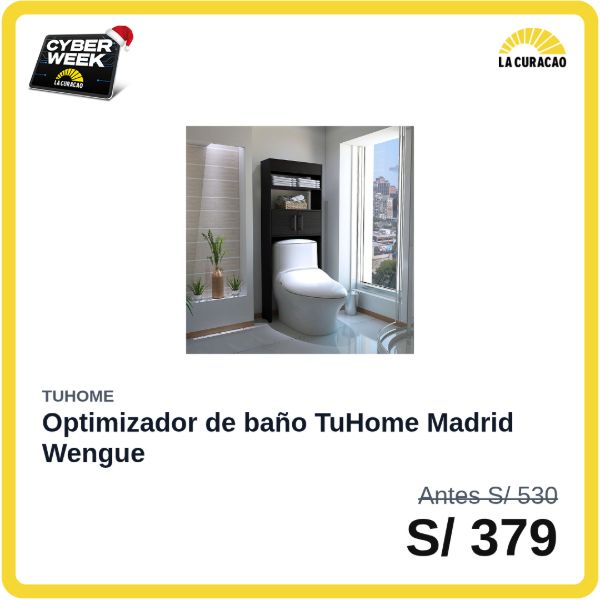 CYBER
WEEK
LA CURACAO
LA CURACAO
TUHOME
Optimizador de baño TuHome Madrid
Wengue
Antes S/ 530
S/ 379